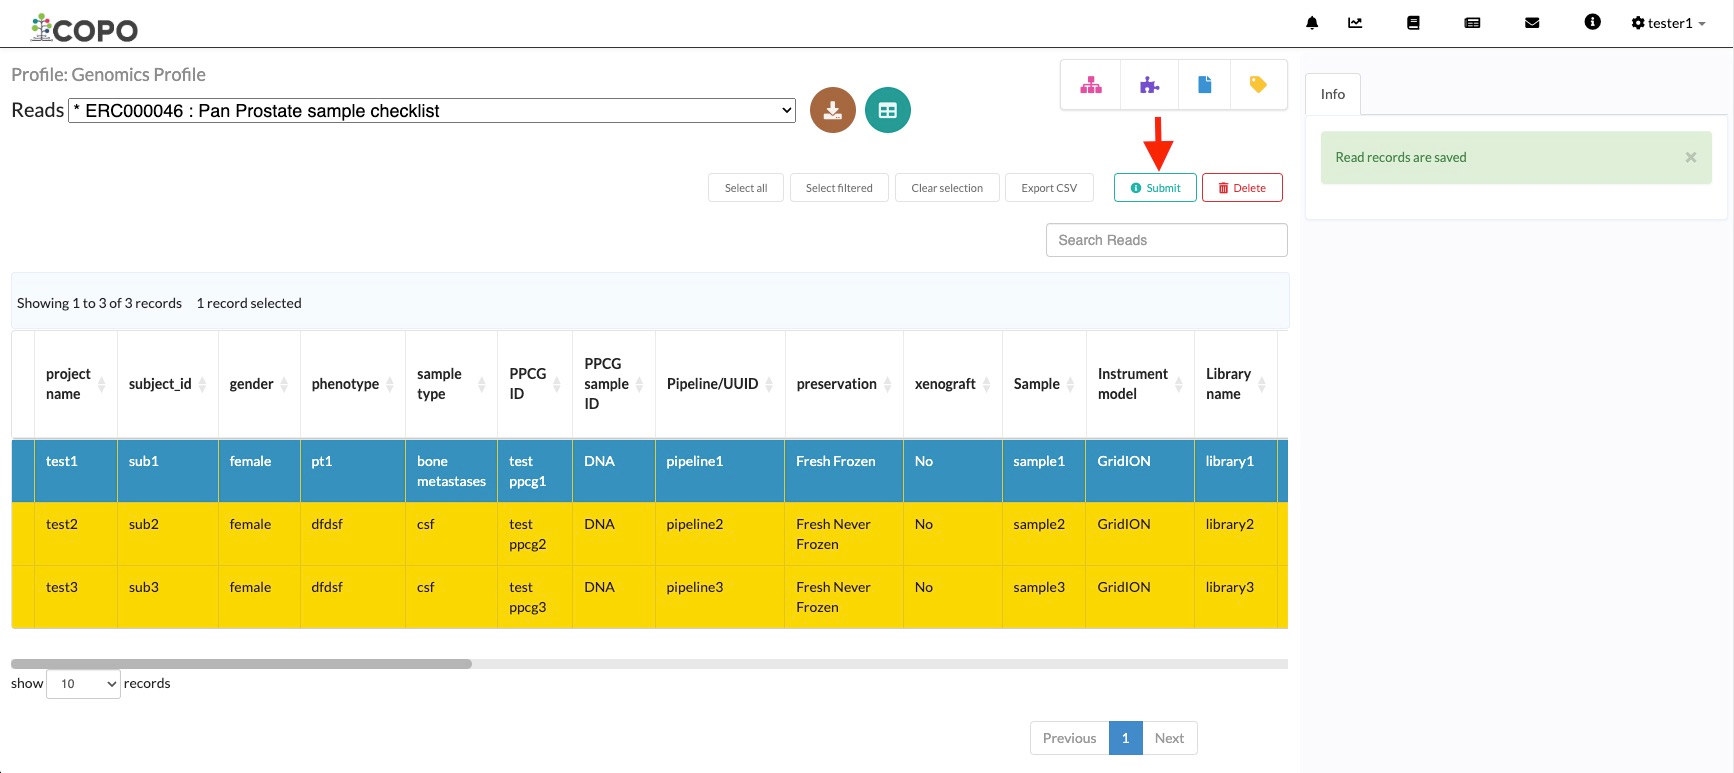 COPO
tester1
Profile: Genomics Profile
Reads * ERC000046 : Pan Prostate sample checklist
Info
Read records are saved ×
Select all Select filtered Clear selection Export CSV Submit Delete
Search Reads
Showing 1 to 3 of 3 records 1 record selected
project name subject_id gender phenotype sample type PPCG ID PPCG sample ID Pipeline/UUID preservation xenograft Sample Instrument model Library name
test1 sub1 female pt1 bone metastases test ppcg1 DNA pipeline1 Fresh Frozen No sample1 GridION library1
test2 sub2 female dfdsf csf test ppcg2 DNA pipeline2 Fresh Never Frozen No sample2 GridION library2
test3 sub3 female dfdsf csf test ppcg3 DNA pipeline3 Fresh Never Frozen No sample3 GridION library3
show 10 records
Previous 1 Next